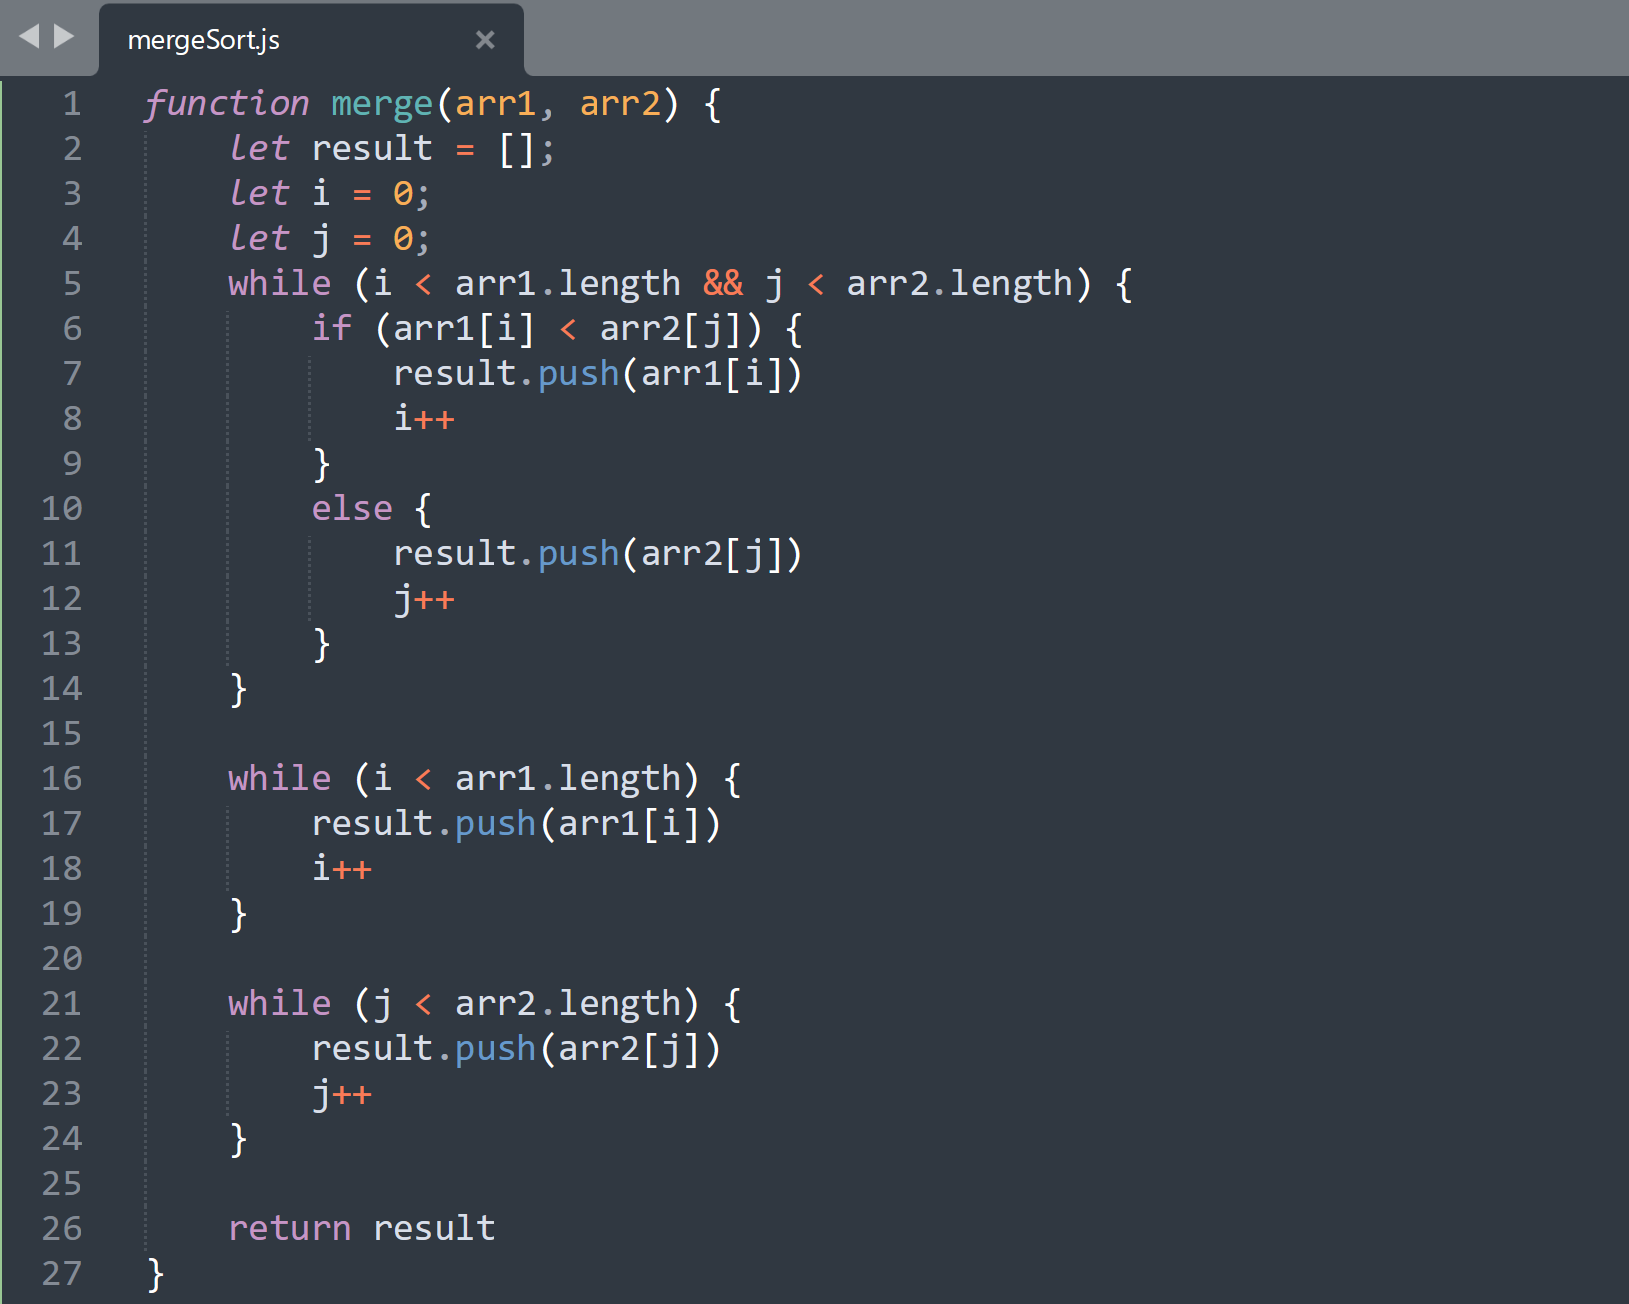 mergeSort.js
1 function merge(arr1, arr2) {
2     let result = [];
3     let i = 0;
4     let j = 0;
5     while (i < arr1.length && j < arr2.length) {
6         if (arr1[i] < arr2[j]) {
7             result.push(arr1[i])
8             i++
9         }
10         else {
11             result.push(arr2[j])
12             j++
13         }
14     }
15
16     while (i < arr1.length) {
17         result.push(arr1[i])
18         i++
19     }
20
21     while (j < arr2.length) {
22         result.push(arr2[j])
23         j++
24     }
25
26     return result
27 }